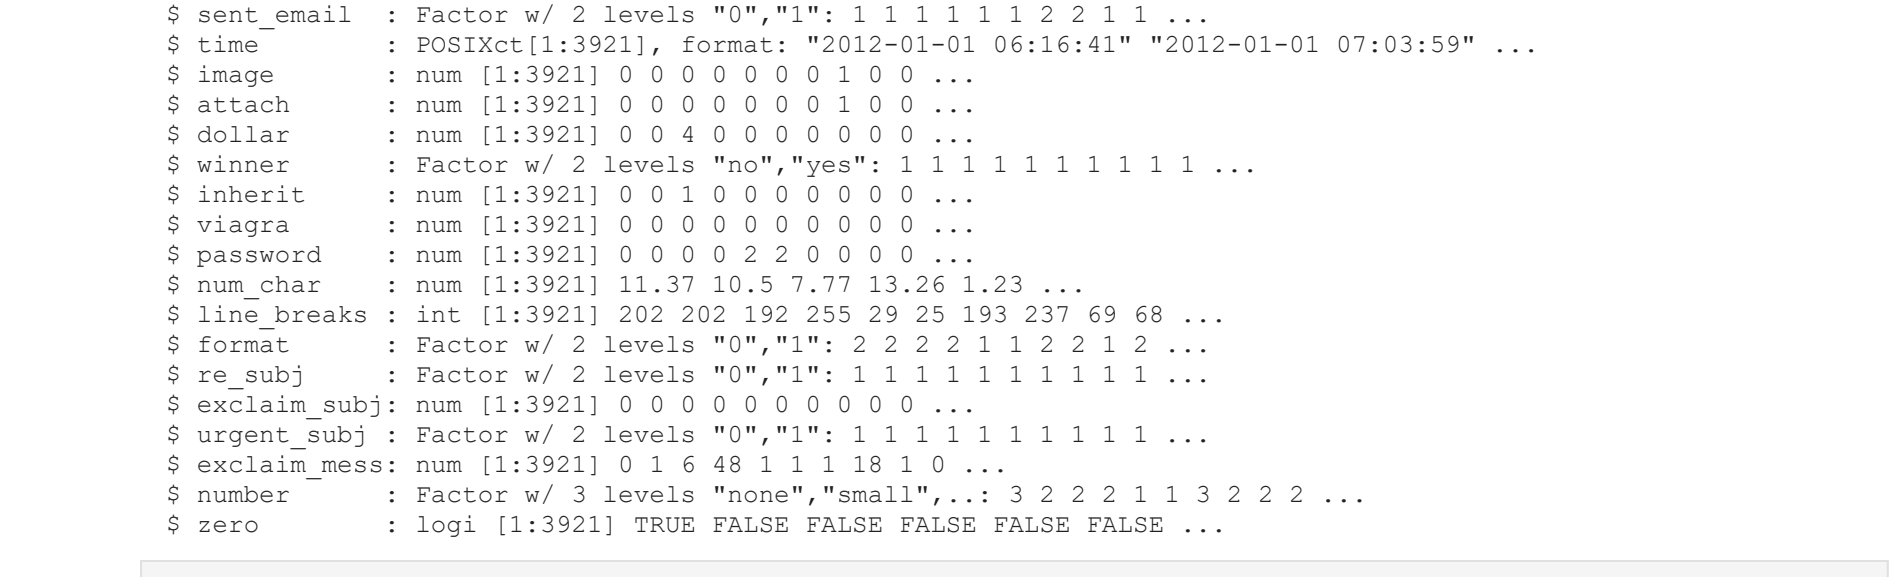 $ sent_email  : Factor w/ 2 levels "0","1": 1 1 1 1 1 1 2 2 1 1 ...
$ time        : POSIXct[1:3921], format: "2012-01-01 06:16:41" "2012-01-01 07:03:59" ...
$ image       : num [1:3921] 0 0 0 0 0 0 0 1 0 0 ...
$ attach      : num [1:3921] 0 0 0 0 0 0 0 1 0 0 ...
$ dollar      : num [1:3921] 0 0 4 0 0 0 0 0 0 0 ...
$ winner      : Factor w/ 2 levels "no","yes": 1 1 1 1 1 1 1 1 1 1 ...
$ inherit     : num [1:3921] 0 0 1 0 0 0 0 0 0 0 ...
$ viagra      : num [1:3921] 0 0 0 0 0 0 0 0 0 0 ...
$ password    : num [1:3921] 0 0 0 0 2 2 0 0 0 0 ...
$ num_char    : num [1:3921] 11.37 10.5 7.77 13.26 1.23 ...
$ line_breaks : int [1:3921] 202 202 192 255 29 25 193 237 69 68 ...
$ format      : Factor w/ 2 levels "0","1": 2 2 2 2 1 1 2 2 1 2 ...
$ re_subj     : Factor w/ 2 levels "0","1": 1 1 1 1 1 1 1 1 1 1 ...
$ exclaim_subj: num [1:3921] 0 0 0 0 0 0 0 0 0 0 ...
$ urgent_subj : Factor w/ 2 levels "0","1": 1 1 1 1 1 1 1 1 1 1 ...
$ exclaim_mess: num [1:3921] 0 1 6 48 1 1 1 18 1 0 ...
$ number      : Factor w/ 3 levels "none","small",..: 3 2 2 2 1 1 3 2 2 2 ...
$ zero        : logi [1:3921] TRUE FALSE FALSE FALSE FALSE FALSE ...